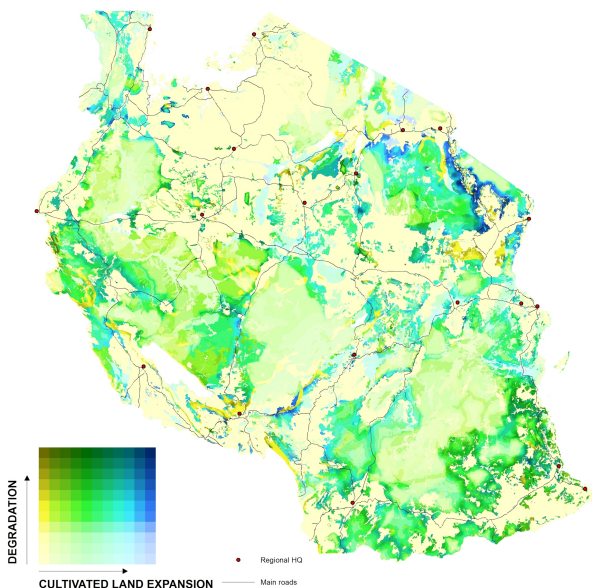 DEGRADATION
CULTIVATED LAND EXPANSION
Regional HQ
Main roads